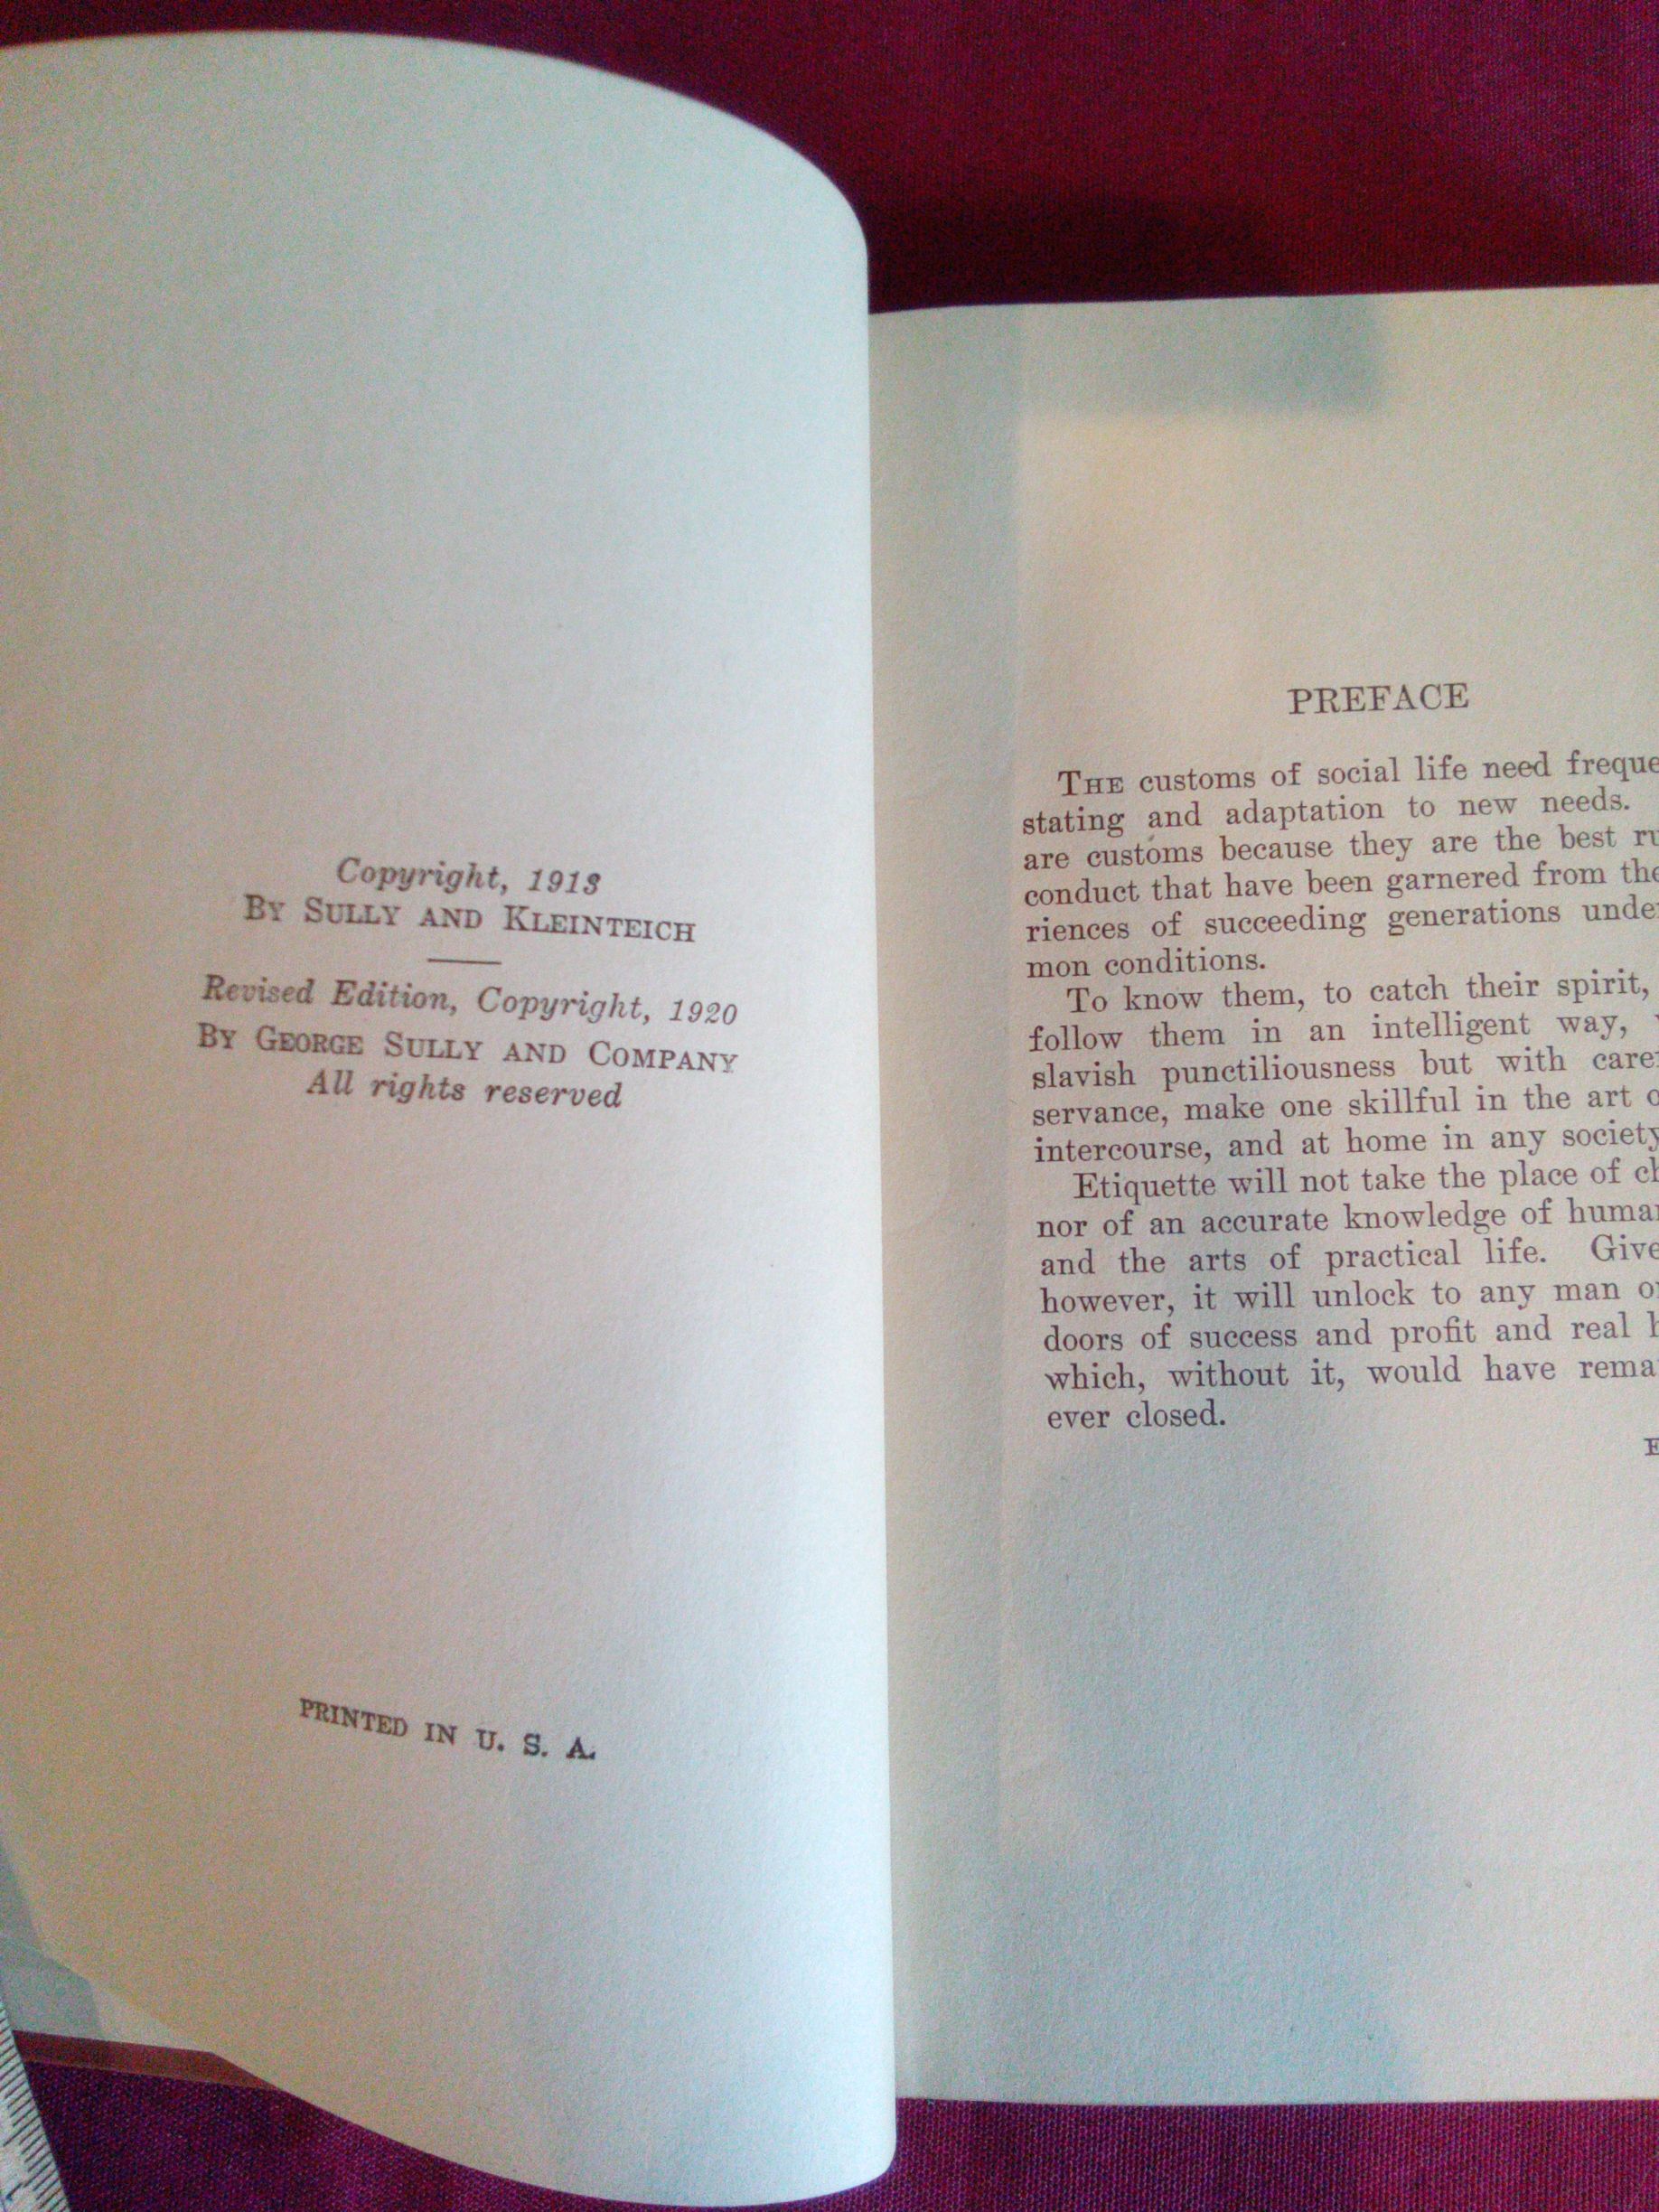 Copyright, 1913
BY SULLY AND KLEINTEICH
Revised Edition, Copyright, 1920
BY GEORGE SULLY AND COMPANY
All rights reserved
PRINTED IN U. S. A.
PREFACE
THE customs of social life need freque
stating and adaptation to new needs.
are customs because they are the best ru
conduct that have been garnered from the
riences of succeeding generations unde
mon conditions.
To know them, to catch their spirit,
follow them in an intelligent way,
slavish punctiliousness but with care
servance, make one skillful in the art o
intercourse, and at home in any society
Etiquette will not take the place of ch
nor of an accurate knowledge of human
and the arts of practical life. Give
however, it will unlock to any man o
doors of success and profit and real h
which, without it, would have rema
ever closed.
E